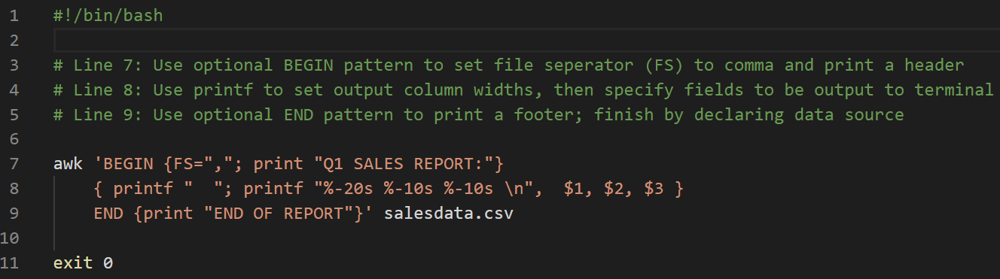 1 #!/bin/bash
2
3 # Line 7: Use optional BEGIN pattern to set file seperator (FS) to comma and print a header
4 # Line 8: Use printf to set output column widths, then specify fields to be output to terminal
5 # Line 9: Use optional END pattern to print a footer; finish by declaring data source
6
7 awk 'BEGIN {FS=","; print "Q1 SALES REPORT:"}
8     { printf "  "; printf "%-20s %-10s %-10s \n",  $1, $2, $3 }
9     END {print "END OF REPORT"}' salesdata.csv
10
11 exit 0